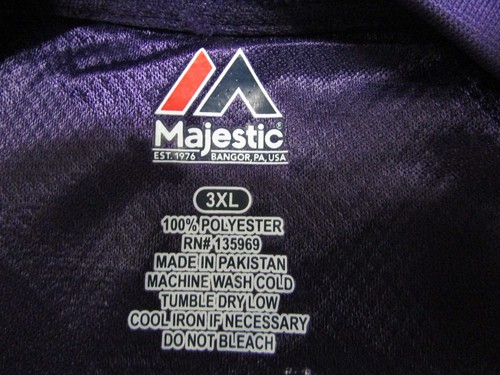 Majestic
EST. 1976 BANGOR, PA, USA
3XL
100% POLYESTER
RN# 135969
MADE IN PAKISTAN
MACHINE WASH COLD
TUMBLE DRY LOW
COOL IRON IF NECESSARY
DO NOT BLEACH